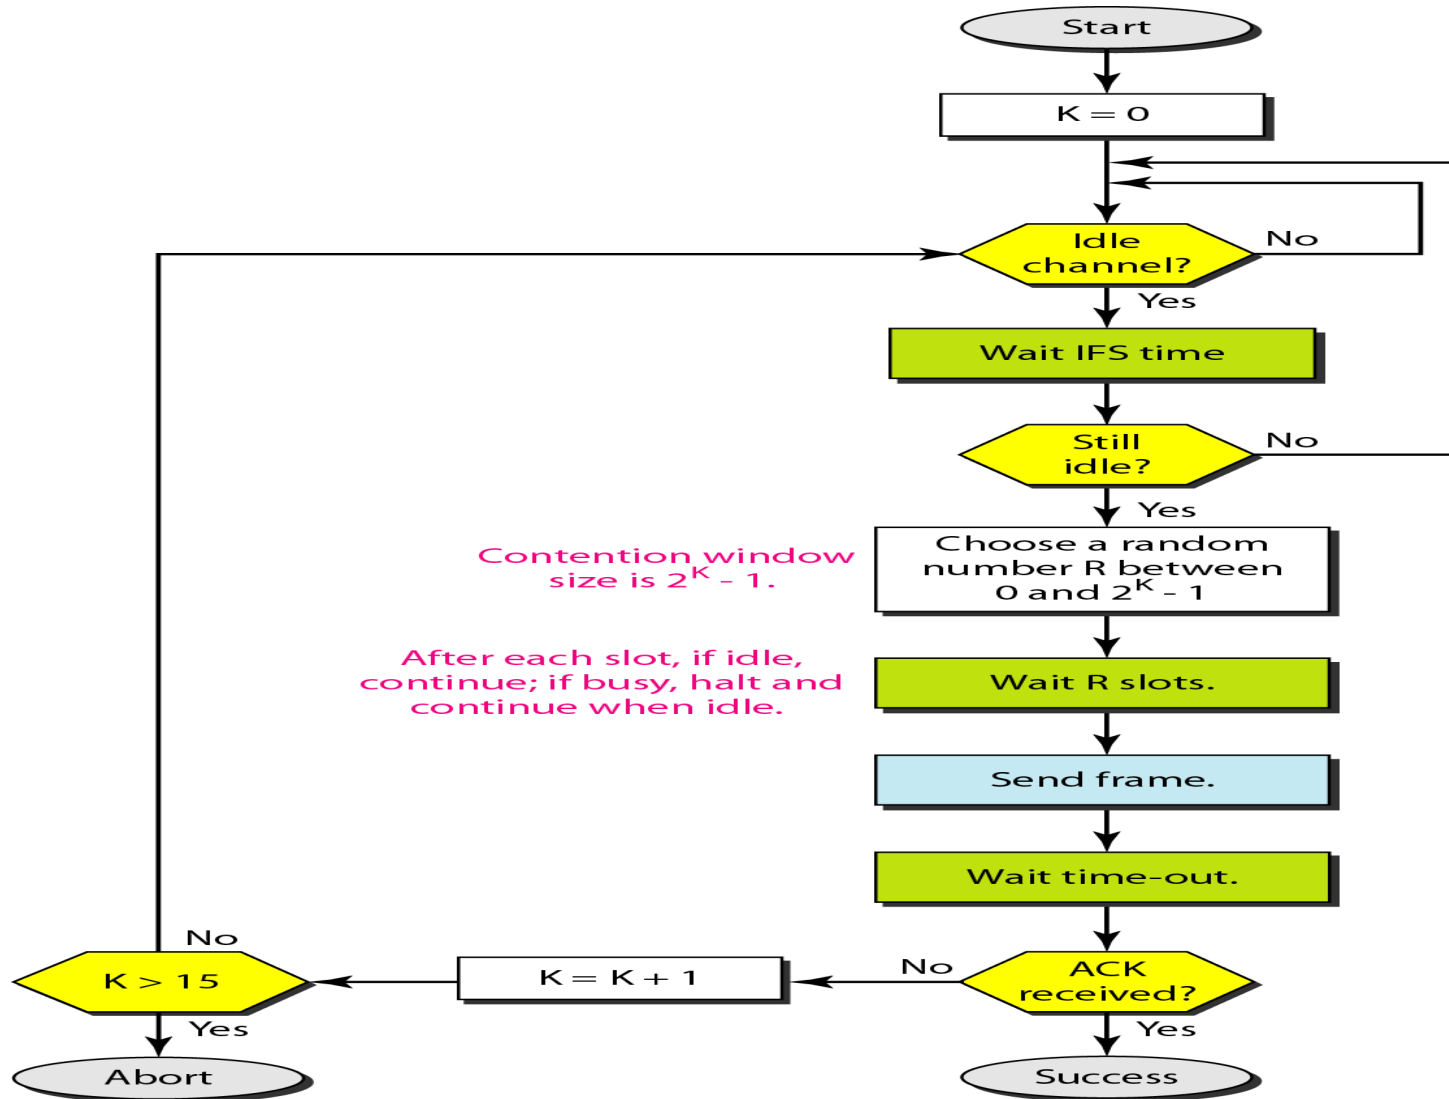 Start
K = 0
Idle
channel?
No
Yes
Wait IFS time
Still
idle?
No
Yes
Contention window
size is 2^K - 1.
Choose a random
number R between
0 and 2^K - 1
After each slot, if idle,
continue; if busy, halt and
continue when idle.
Wait R slots.
Send frame.
Wait time-out.
ACK
received?
No
Yes
K = K + 1
K > 15
No
Yes
Abort
Success